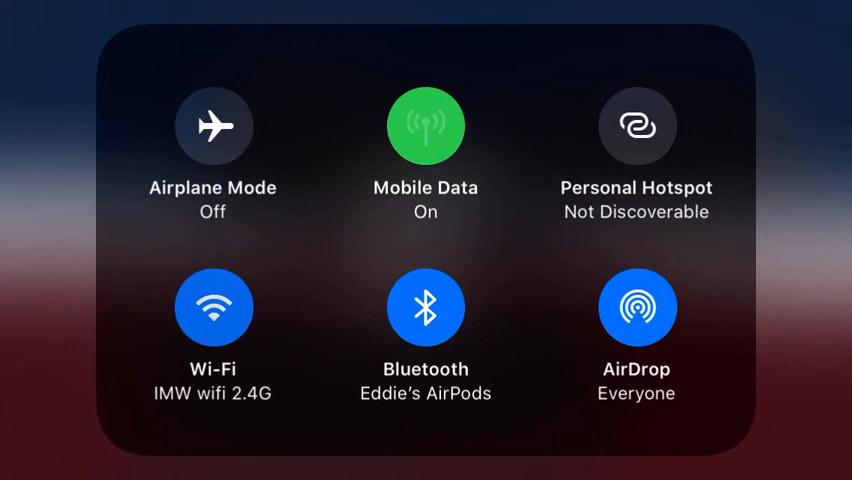 Airplane Mode
Off
Mobile Data
On
Personal Hotspot
Not Discoverable
Wi-Fi
IMW wifi 2.4G
Bluetooth
Eddie’s AirPods
AirDrop
Everyone